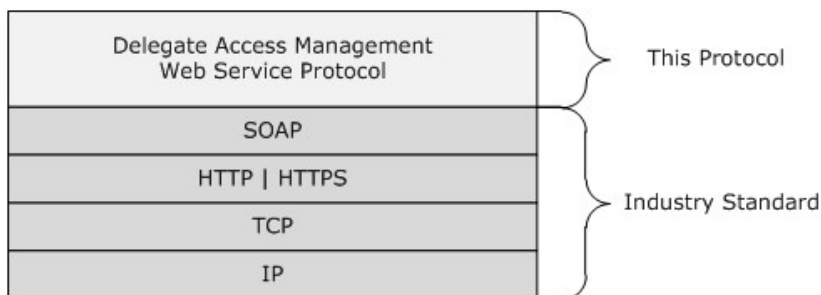 Delegate Access Management
Web Service Protocol
This Protocol
SOAP
HTTP | HTTPS
TCP
IP
Industry Standard